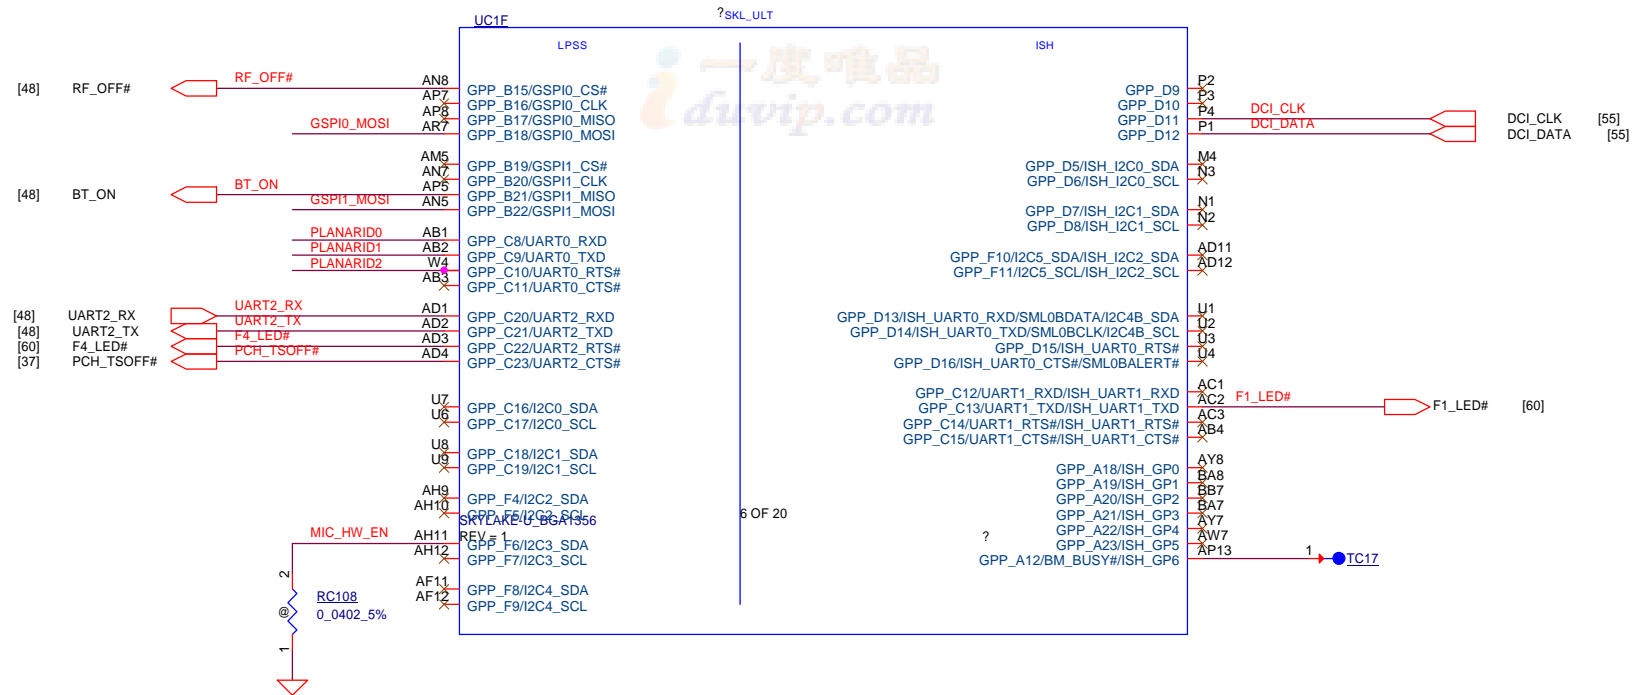 UC1F
?SKL_ULT
LPSS
ISH
一度唯品
iduvip.com
[48] RF_OFF# RF_OFF# AN8 GPP_B15/GSPI0_CS#
AP7 GPP_B16/GSPI0_CLK
AP8 GPP_B17/GSPI0_MISO
GSPI0_MOSI AR7 GPP_B18/GSPI0_MOSI
AM5 GPP_B19/GSPI1_CS#
AN7 GPP_B20/GSPI1_CLK
[48] BT_ON BT_ON AP5 GPP_B21/GSPI1_MISO
GSPI1_MOSI AN5 GPP_B22/GSPI1_MOSI
PLANARID0 AB1 GPP_C8/UART0_RXD
PLANARID1 AB2 GPP_C9/UART0_TXD
PLANARID2 W4 GPP_C10/UART0_RTS#
AB3 GPP_C11/UART0_CTS#
[48] UART2_RX UART2_RX AD1 GPP_C20/UART2_RXD
[48] UART2_TX UART2_TX AD2 GPP_C21/UART2_TXD
[60] F4_LED# F4_LED# AD3 GPP_C22/UART2_RTS#
[37] PCH_TSOFF# PCH_TSOFF# AD4 GPP_C23/UART2_CTS#
U7 GPP_C16/I2C0_SDA
U6 GPP_C17/I2C0_SCL
U8 GPP_C18/I2C1_SDA
U9 GPP_C19/I2C1_SCL
AH9 GPP_F4/I2C2_SDA
AH10 GPP_F5/I2C2_SCL
SKYLAKE-U_BGA1356
REV = 1
MIC_HW_EN AH11 GPP_F6/I2C3_SDA
AH12 GPP_F7/I2C3_SCL
AF11 GPP_F8/I2C4_SDA
AF12 GPP_F9/I2C4_SCL
2
RC108
@ 0_0402_5%
1
6 OF 20
?
GPP_D9 P2
GPP_D10 P3
GPP_D11 P4 DCI_CLK DCI_CLK [55]
GPP_D12 P1 DCI_DATA DCI_DATA [55]
GPP_D5/ISH_I2C0_SDA M4
GPP_D6/ISH_I2C0_SCL N3
GPP_D7/ISH_I2C1_SDA N1
GPP_D8/ISH_I2C1_SCL N2
GPP_F10/I2C5_SDA/ISH_I2C2_SDA AD11
GPP_F11/I2C5_SCL/ISH_I2C2_SCL AD12
GPP_D13/ISH_UART0_RXD/SML0BDATA/I2C4B_SDA U1
GPP_D14/ISH_UART0_TXD/SML0BCLK/I2C4B_SCL U2
GPP_D15/ISH_UART0_RTS# U3
GPP_D16/ISH_UART0_CTS#/SML0BALERT# U4
GPP_C12/UART1_RXD/ISH_UART1_RXD AC1
GPP_C13/UART1_TXD/ISH_UART1_TXD AC2 F1_LED# F1_LED# [60]
GPP_C14/UART1_RTS#/ISH_UART1_RTS# AC3
GPP_C15/UART1_CTS#/ISH_UART1_CTS# AB4
GPP_A18/ISH_GP0 AY8
GPP_A19/ISH_GP1 BA8
GPP_A20/ISH_GP2 BB7
GPP_A21/ISH_GP3 BA7
GPP_A22/ISH_GP4 AY7
GPP_A23/ISH_GP5 AW7
GPP_A12/BM_BUSY#/ISH_GP6 AP13 1 TC17